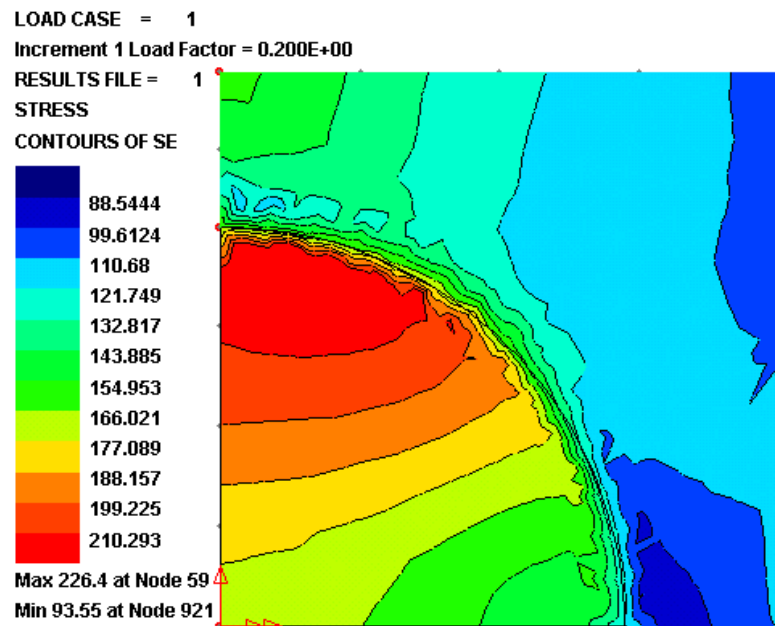 LOAD CASE = 1
Increment 1 Load Factor = 0.200E+00
RESULTS FILE = 1
STRESS
CONTOURS OF SE
88.5444
99.6124
110.68
121.749
132.817
143.885
154.953
166.021
177.089
188.157
199.225
210.293
Max 226.4 at Node 59
Min 93.55 at Node 921